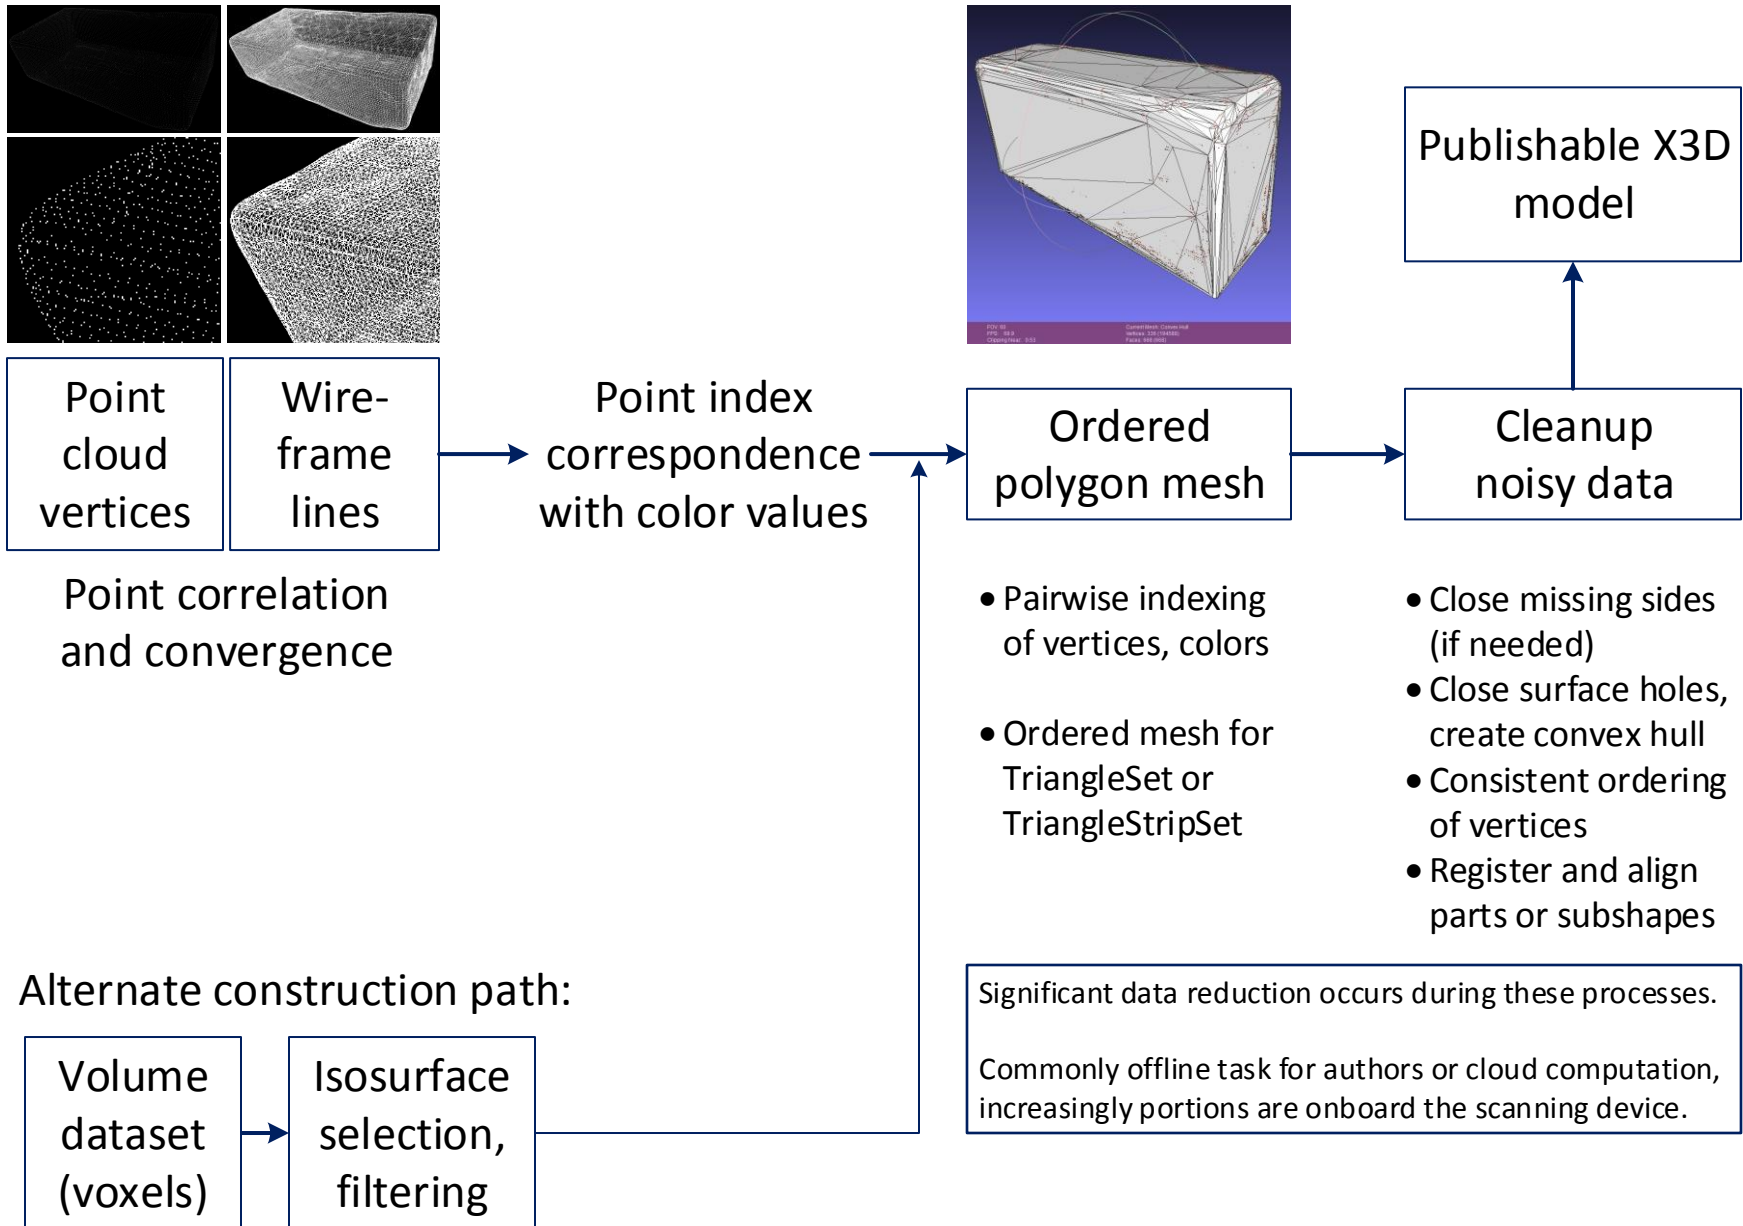 Point
cloud
vertices
Wire-
frame
lines
Point correlation
and convergence
Point index
correspondence
with color values
Ordered
polygon mesh
Cleanup
noisy data
Publishable X3D
model
• Pairwise indexing
of vertices, colors
• Ordered mesh for
TriangleSet or
TriangleStripSet
• Close missing sides
(if needed)
• Close surface holes,
create convex hull
• Consistent ordering
of vertices
• Register and align
parts or subshapes
Alternate construction path:
Volume
dataset
(voxels)
Isosurface
selection,
filtering
Significant data reduction occurs during these processes.
Commonly offline task for authors or cloud computation,
increasingly portions are onboard the scanning device.